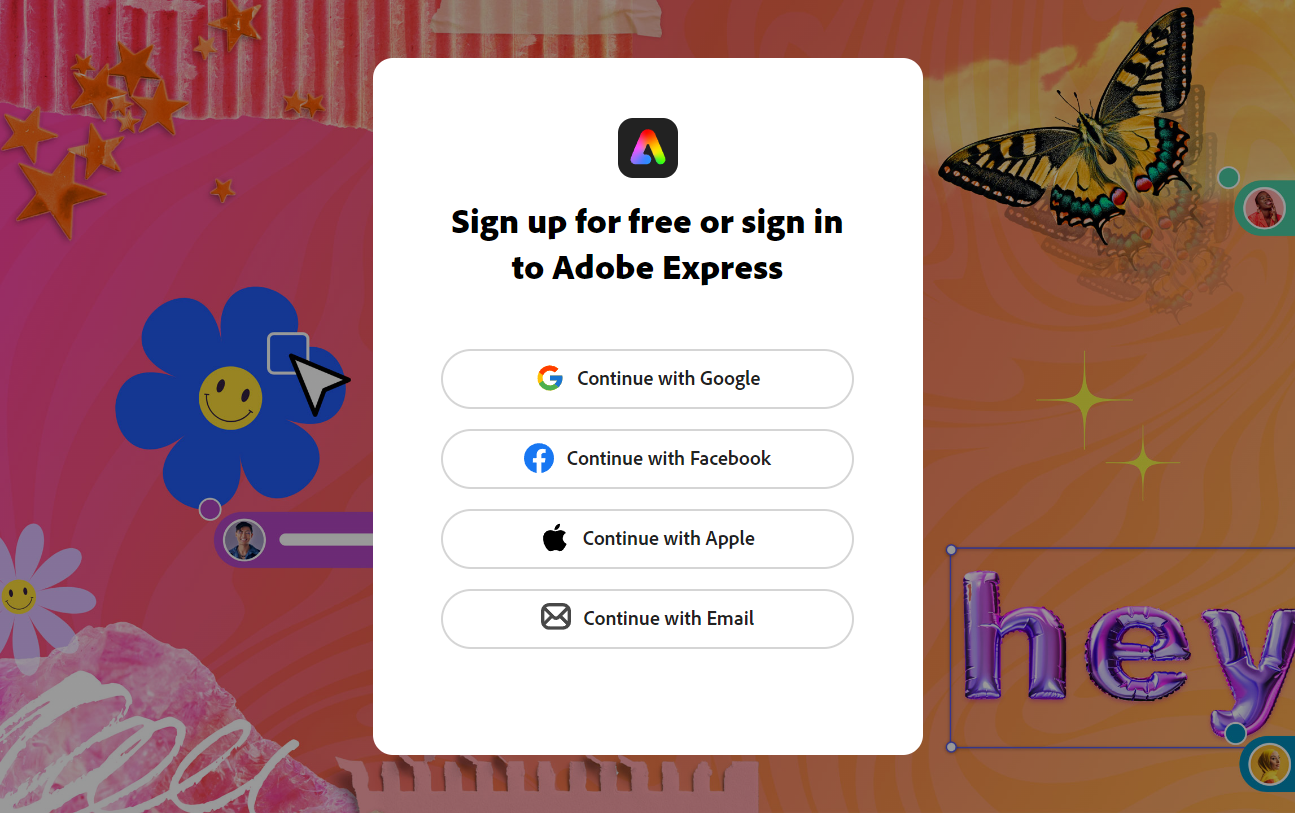 Sign up for free or sign in
to Adobe Express
Continue with Google
Continue with Facebook
Continue with Apple
Continue with Email
hey